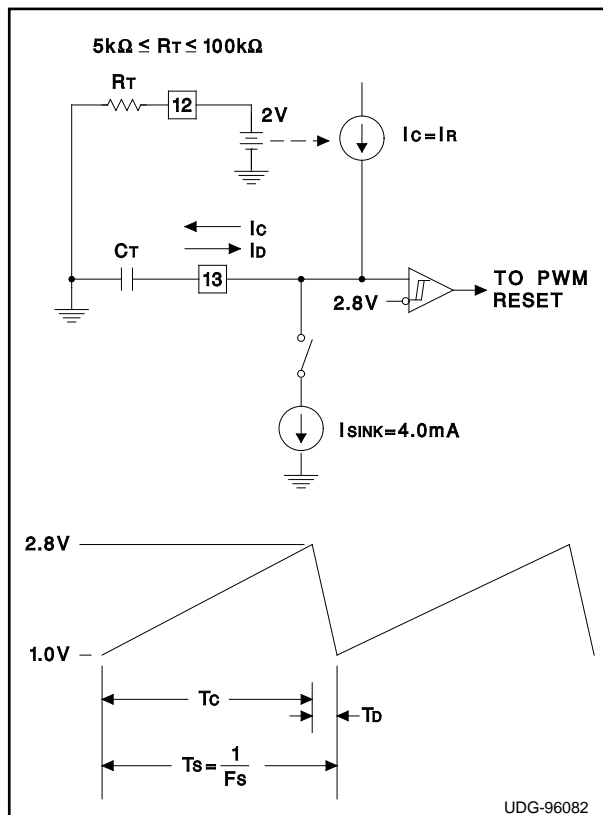 5kΩ ≤ RT ≤ 100kΩ
RT
12
2V
IC=IR
IC
ID
CT
13
2.8V
TO PWM
RESET
ISINK=4.0mA
2.8V
1.0V
TC
TD
TS= 1/FS
UDG-96082